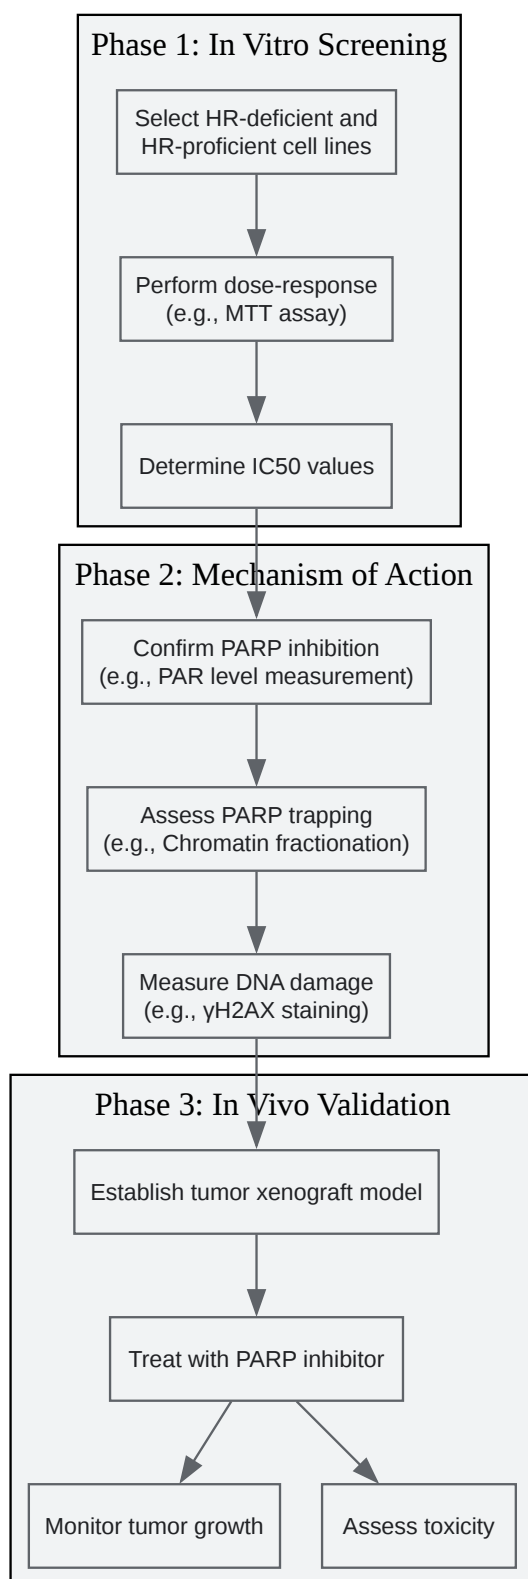 Phase 1: In Vitro Screening
Select HR-deficient and
HR-proficient cell lines
Perform dose-response
(e.g., MTT assay)
Determine IC50 values
Phase 2: Mechanism of Action
Confirm PARP inhibition
(e.g., PAR level measurement)
Assess PARP trapping
(e.g., Chromatin fractionation)
Measure DNA damage
(e.g., γH2AX staining)
Phase 3: In Vivo Validation
Establish tumor xenograft model
Treat with PARP inhibitor
Monitor tumor growth
Assess toxicity